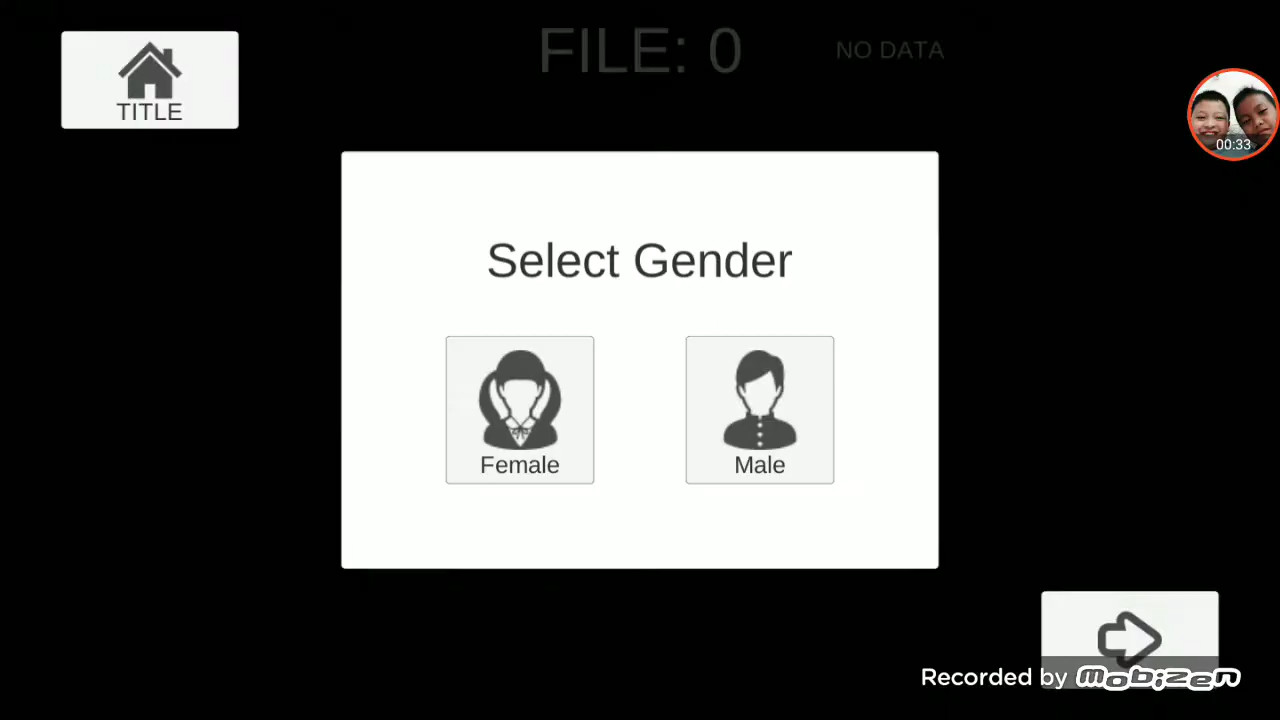 FILE: 0
NO DATA
TITLE
00:33
Select Gender
Female
Male
Recorded by mobizen